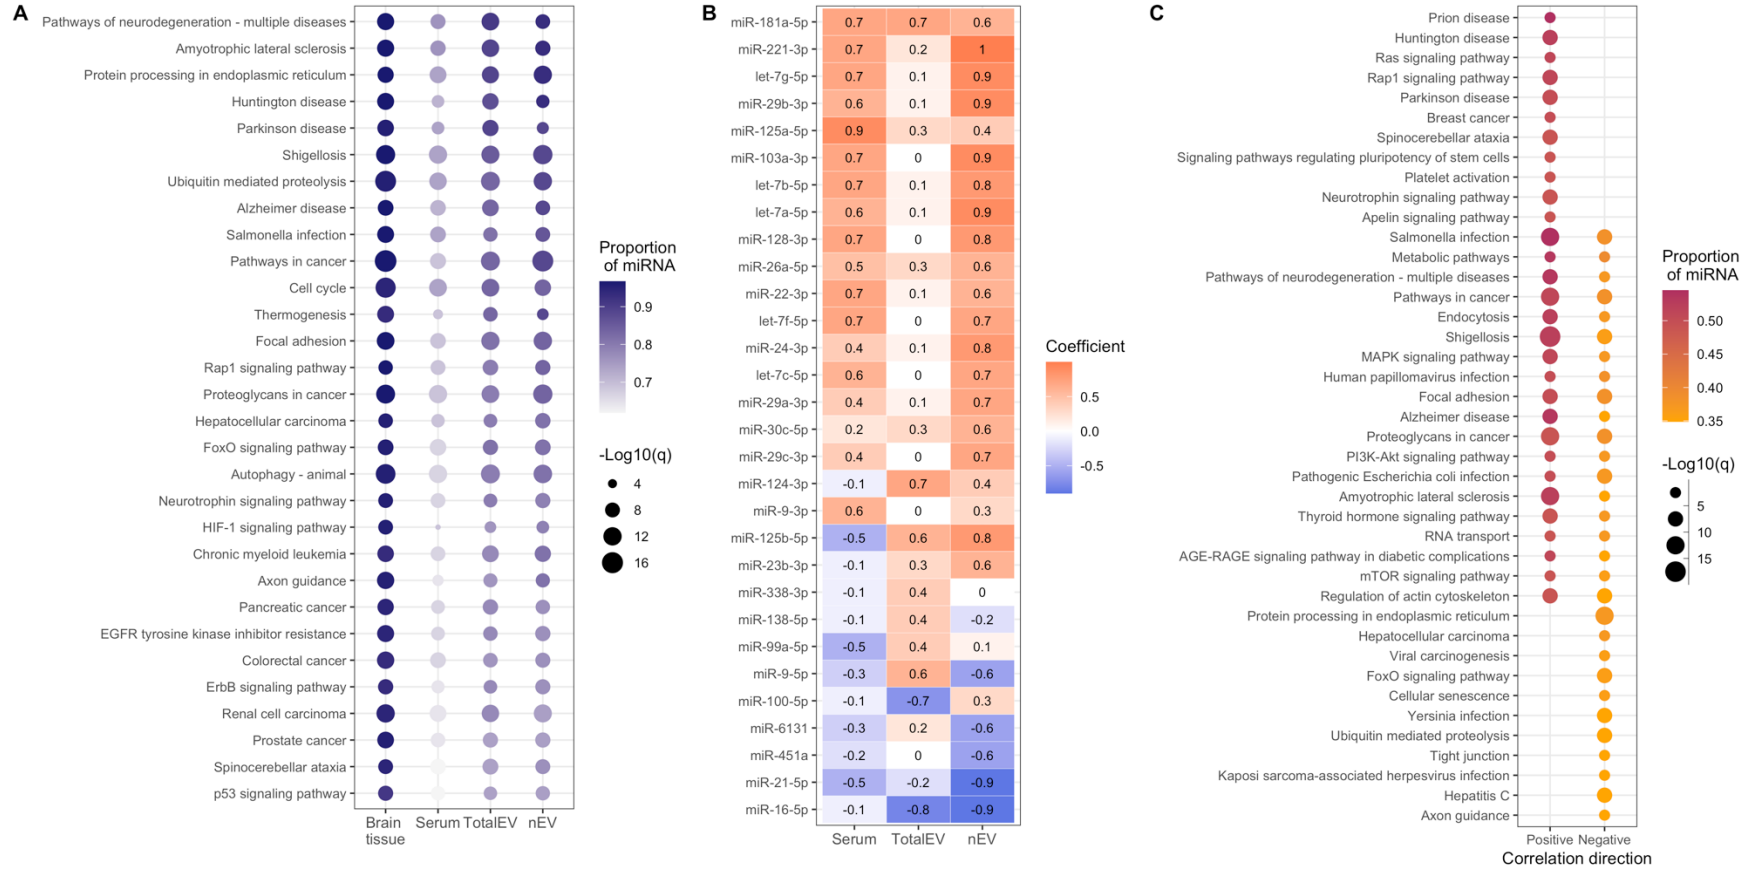 A
Pathways of neurodegeneration - multiple diseases
Amyotrophic lateral sclerosis
Protein processing in endoplasmic reticulum
Huntington disease
Parkinson disease
Shigellosis
Ubiquitin mediated proteolysis
Alzheimer disease
Salmonella infection
Pathways in cancer
Cell cycle
Thermogenesis
Focal adhesion
Rap1 signaling pathway
Proteoglycans in cancer
Hepatocellular carcinoma
FoxO signaling pathway
Autophagy - animal
Neurotrophin signaling pathway
HIF-1 signaling pathway
Chronic myeloid leukemia
Axon guidance
Pancreatic cancer
EGFR tyrosine kinase inhibitor resistance
Colorectal cancer
ErbB signaling pathway
Renal cell carcinoma
Prostate cancer
Spinocerebellar ataxia
p53 signaling pathway
Brain tissue Serum TotalEV nEV
Proportion
of miRNA
0.9
0.8
0.7
-Log10(q)
4
8
12
16
B
miR-181a-5p 0.7 0.7 0.6
miR-221-3p 0.7 0.2 1
let-7g-5p 0.7 0.1 0.9
miR-29b-3p 0.6 0.1 0.9
miR-125a-5p 0.9 0.3 0.4
miR-103a-3p 0.7 0 0.9
let-7b-5p 0.7 0.1 0.8
let-7a-5p 0.6 0.1 0.9
miR-128-3p 0.7 0 0.8
miR-26a-5p 0.5 0.3 0.6
miR-22-3p 0.7 0.1 0.6
let-7f-5p 0.7 0 0.7
miR-24-3p 0.4 0.1 0.8
let-7c-5p 0.6 0 0.7
miR-29a-3p 0.4 0.1 0.7
miR-30c-5p 0.2 0.3 0.6
miR-29c-3p 0.4 0 0.7
miR-124-3p -0.1 0.7 0.4
miR-9-3p 0.6 0 0.3
miR-125b-5p -0.5 0.6 0.8
miR-23b-3p -0.1 0.3 0.6
miR-338-3p -0.1 0.4 0
miR-138-5p -0.1 0.4 -0.2
miR-99a-5p -0.5 0.4 0.1
miR-9-5p -0.3 0.6 -0.6
miR-100-5p -0.1 -0.7 0.3
miR-6131 -0.3 0.2 -0.6
miR-451a -0.2 0 -0.6
miR-21-5p -0.5 -0.2 -0.9
miR-16-5p -0.1 -0.8 -0.9
Serum TotalEV nEV
Coefficient
0.5
0.0
-0.5
C
Prion disease
Huntington disease
Ras signaling pathway
Rap1 signaling pathway
Parkinson disease
Breast cancer
Spinocerebellar ataxia
Signaling pathways regulating pluripotency of stem cells
Platelet activation
Neurotrophin signaling pathway
Apelin signaling pathway
Salmonella infection
Metabolic pathways
Pathways of neurodegeneration - multiple diseases
Pathways in cancer
Endocytosis
Shigellosis
MAPK signaling pathway
Human papillomavirus infection
Focal adhesion
Alzheimer disease
Proteoglycans in cancer
PI3K-Akt signaling pathway
Pathogenic Escherichia coli infection
Amyotrophic lateral sclerosis
Thyroid hormone signaling pathway
RNA transport
AGE-RAGE signaling pathway in diabetic complications
mTOR signaling pathway
Regulation of actin cytoskeleton
Protein processing in endoplasmic reticulum
Hepatocellular carcinoma
Viral carcinogenesis
FoxO signaling pathway
Cellular senescence
Yersinia infection
Ubiquitin mediated proteolysis
Tight junction
Kaposi sarcoma-associated herpesvirus infection
Hepatitis C
Axon guidance
Positive Negative
Correlation direction
Proportion
of miRNA
0.50
0.45
0.40
0.35
-Log10(q)
5
10
15